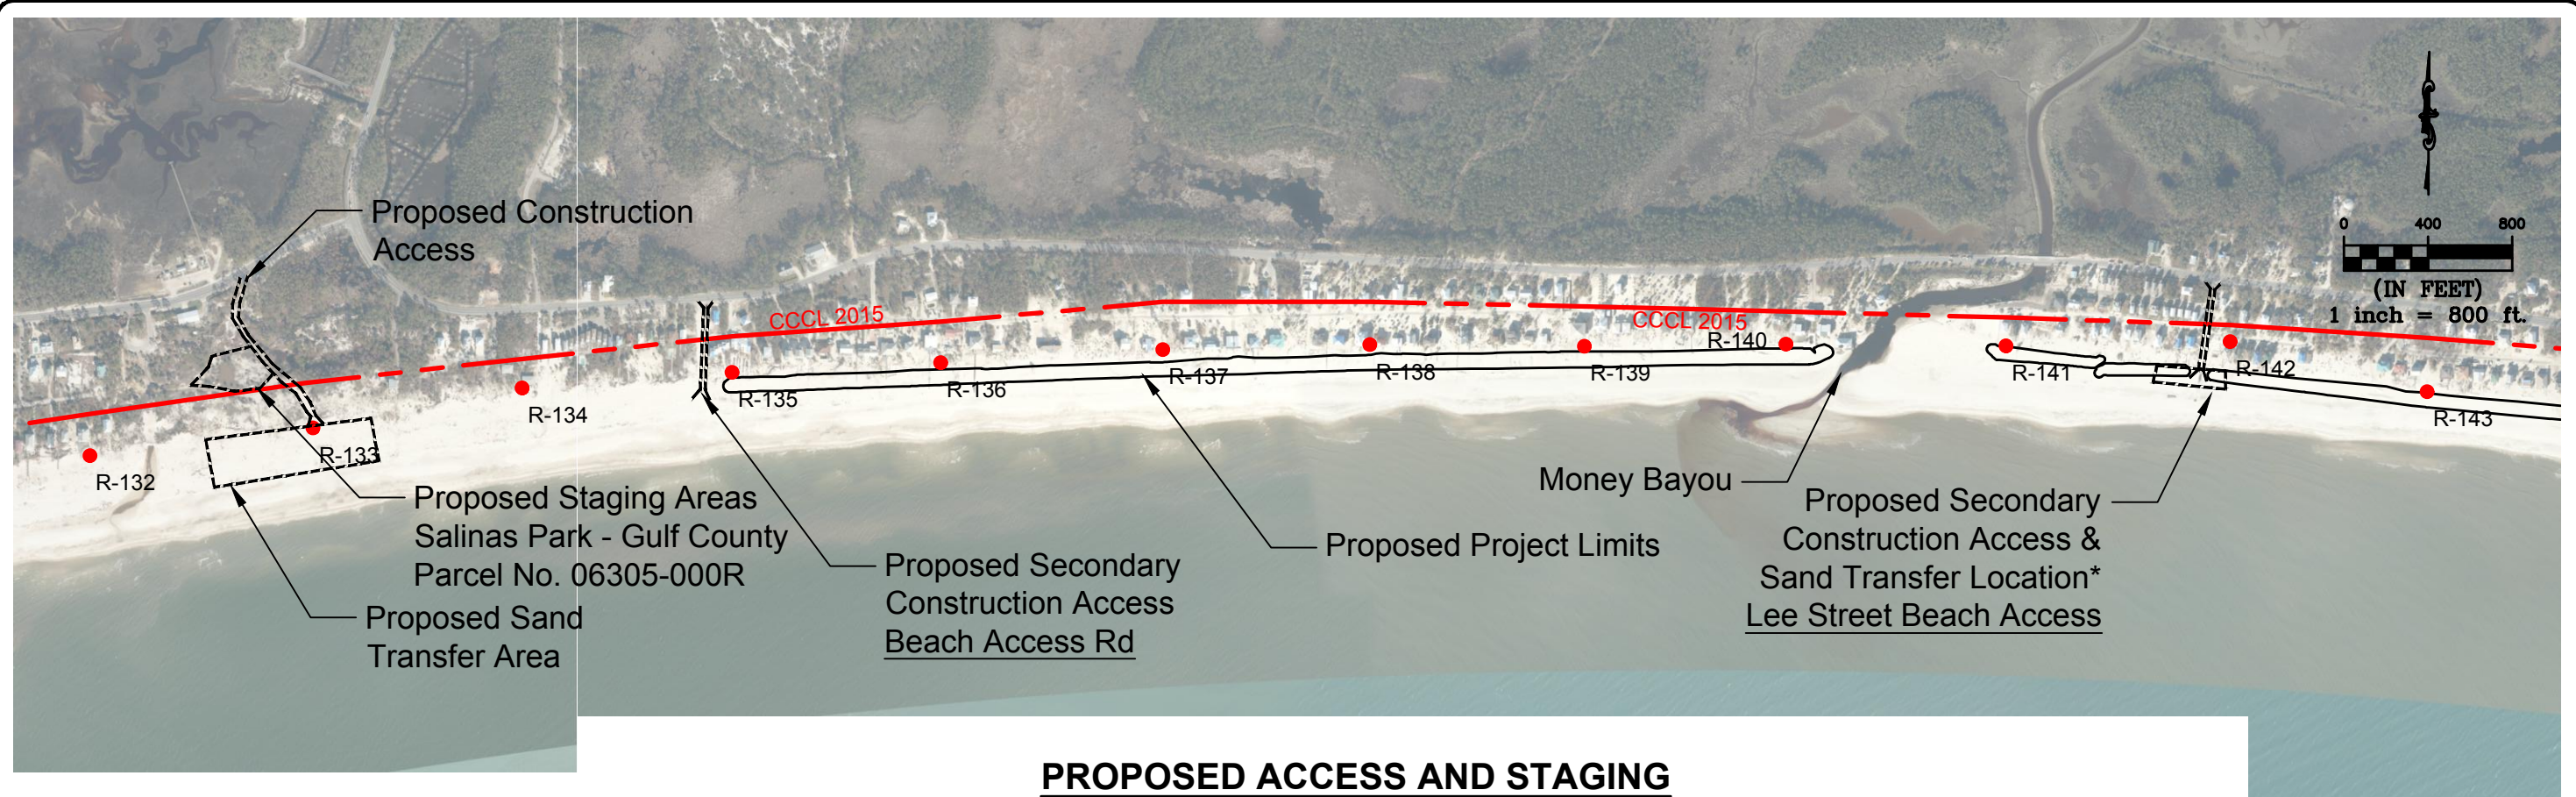 Proposed Construction
Access
0 400 800
(IN FEET)
1 inch = 800 ft.
CCCL 2015
CCCL 2015
R-132
R-133
R-134
R-135
R-136
R-137
R-138
R-139
R-140
R-141
R-142
R-143
Proposed Staging Areas
Salinas Park - Gulf County
Parcel No. 06305-000R
Proposed Sand
Transfer Area
Proposed Secondary
Construction Access
Beach Access Rd
Proposed Project Limits
Money Bayou
Proposed Secondary
Construction Access &
Sand Transfer Location*
Lee Street Beach Access
PROPOSED ACCESS AND STAGING